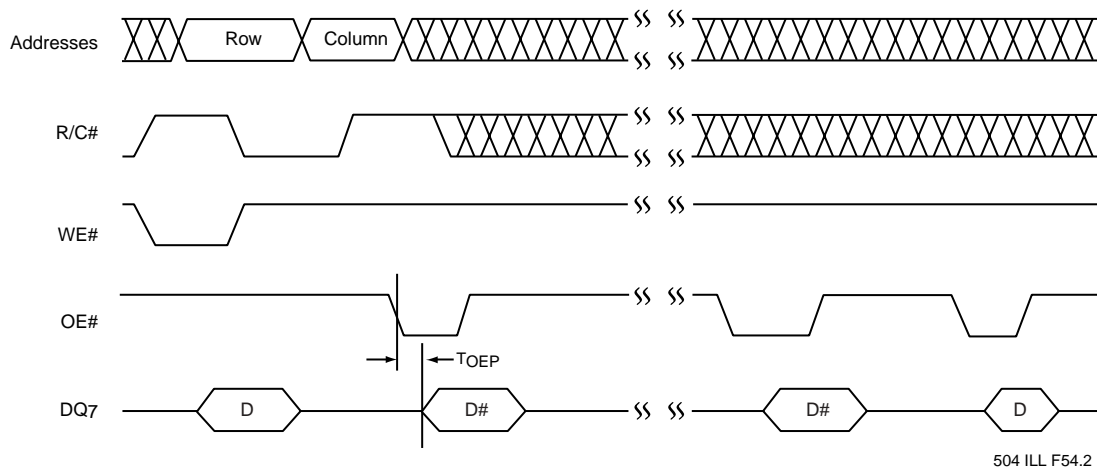 Addresses
Row
Column
R/C#
WE#
OE#
TOEP
DQ7
D
D#
D#
D
504 ILL F54.2